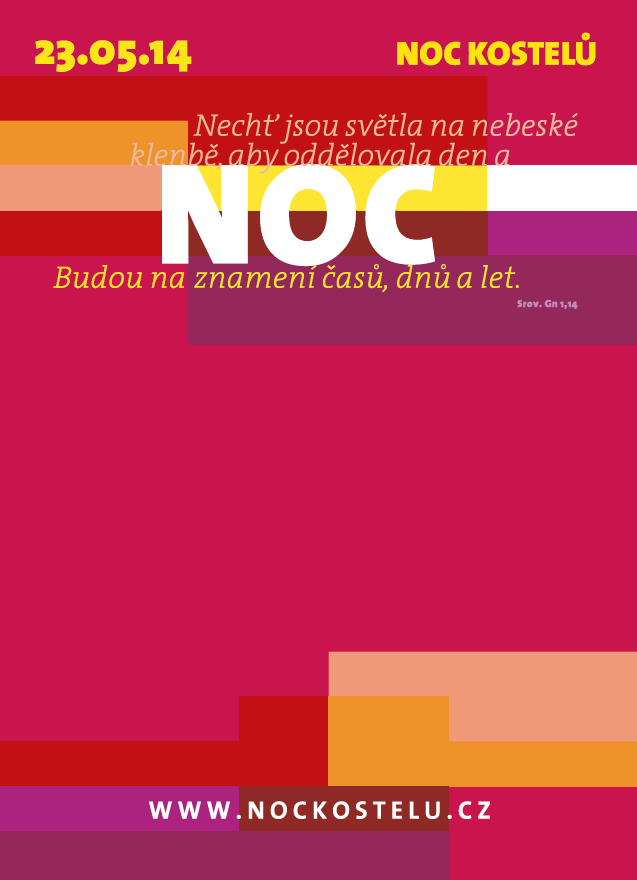 23.05.14
NOC KOSTELŮ
Nechť jsou světla na nebeské
klenbě, aby oddělovala den a
NOC
Budou na znamení časů, dnů a let.
Srov. Gn 1,14
WWW.NOCKOSTELU.CZ